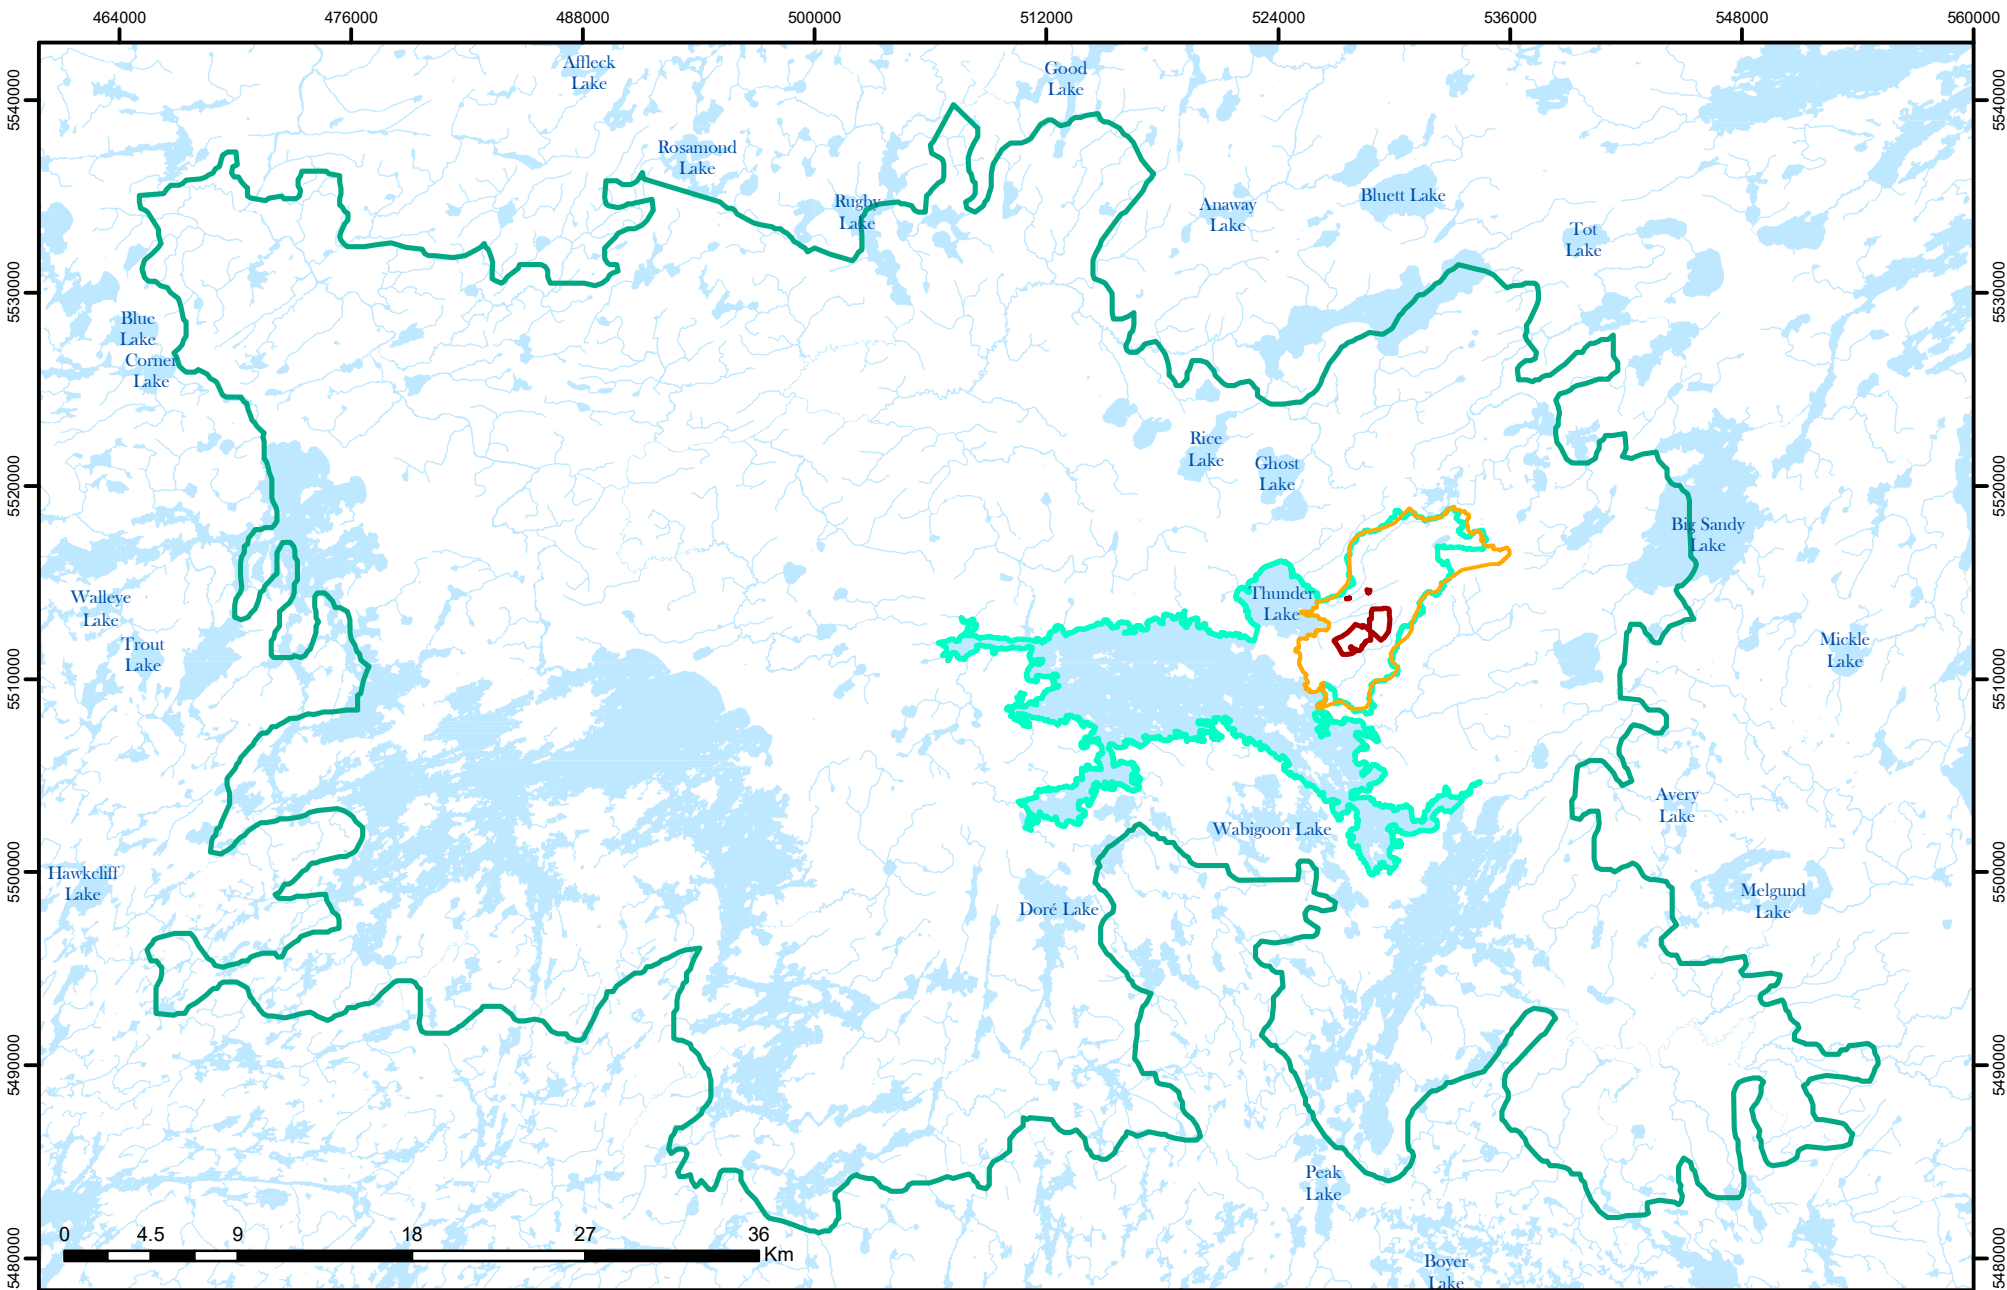 464000 476000 488000 500000 512000 524000 536000 548000 560000
5540000
5530000
5520000
5510000
5500000
5490000
5480000
Affleck
Lake
Good
Lake
Rosamond
Lake
Rugby
Lake
Anaway
Lake
Bluett Lake
Tot
Lake
Blue
Lake
Corner
Lake
Rice
Lake
Ghost
Lake
Big Sandy
Lake
Walleye
Lake
Trout
Lake
Thunder
Lake
Mickle
Lake
Avery
Lake
Wabigoon Lake
Hawkcliff
Lake
Doré Lake
Melgund
Lake
Peak
Lake
Boyer
Lake
0 4.5 9 18 27 36
Km
5540000
5530000
5520000
5510000
5500000
5490000
5480000